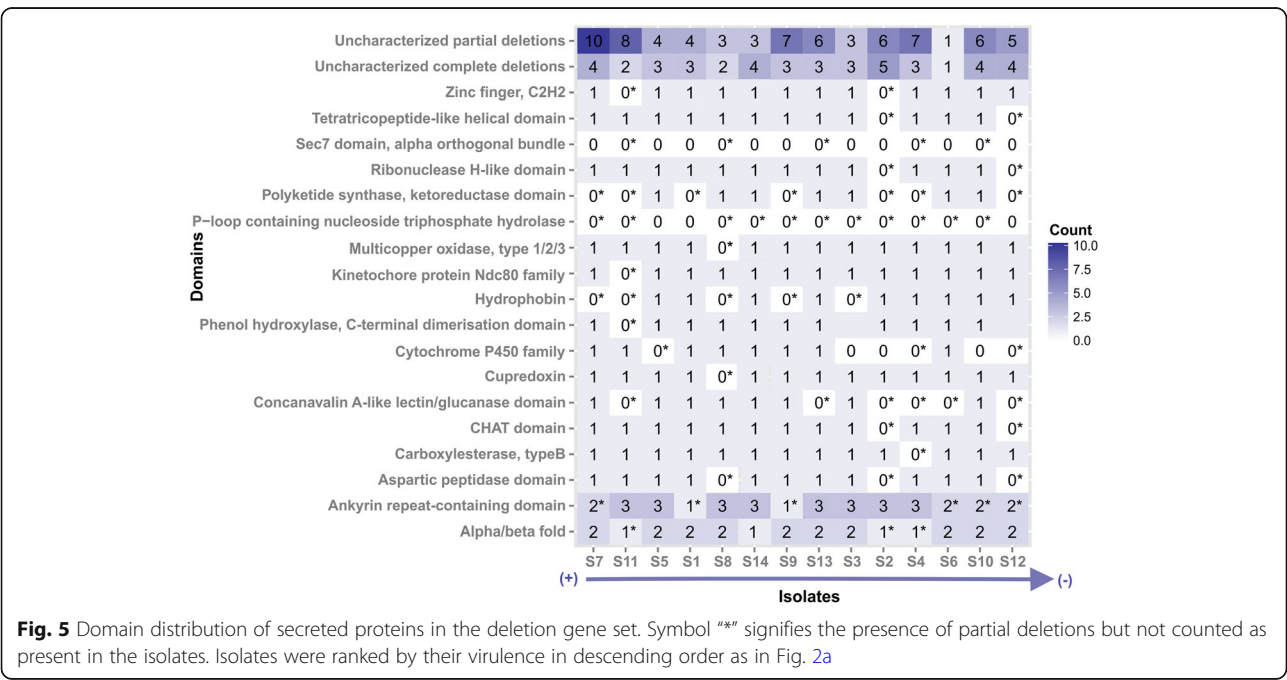 Uncharacterized partial deletions 10 8 4 4 3 3 7 6 3 6 7 1 6 5
Uncharacterized complete deletions 4 2 3 3 2 4 3 3 3 5 3 1 4 4
Zinc finger, C2H2 1 0* 1 1 1 1 1 1 1 0* 1 1 1 1
Tetratricopeptide-like helical domain 1 1 1 1 1 1 1 1 1 0* 1 1 1 0*
Sec7 domain, alpha orthogonal bundle 0 0* 0 0 0* 0 0 0* 0 0 0* 0 0* 0
Ribonuclease H-like domain 1 1 1 1 1 1 1 1 1 0* 1 1 1 0*
Polyketide synthase, ketoreductase domain 0* 0* 1 0* 1 1 0* 1 1 0* 0* 1 1 0*
P-loop containing nucleoside triphosphate hydrolase 0* 0* 0 0 0* 0* 0* 0* 0* 0* 0* 0* 0* 0
Multicopper oxidase, type 1/2/3 1 1 1 1 0* 1 1 1 1 1 1 1 1 1
Kinetochore protein Ndc80 family 1 0* 1 1 1 1 1 1 1 1 1 1 1 1
Hydrophobin 0* 0* 1 1 0* 1 0* 1 0* 1 1 1 1 1
Phenol hydroxylase, C-terminal dimerisation domain 1 0* 1 1 1 1 1 1 1 1 1 1
Cytochrome P450 family 1 1 0* 1 1 1 1 1 0 0 0* 1 0 0*
Cupredoxin 1 1 1 1 0* 1 1 1 1 1 1 1 1 1
Concanavalin A-like lectin/glucanase domain 1 0* 1 1 1 1 1 0* 1 0* 0* 0* 1 0*
CHAT domain 1 1 1 1 1 1 1 1 1 0* 1 1 1 0*
Carboxylesterase, typeB 1 1 1 1 1 1 1 1 1 1 0* 1 1 1
Aspartic peptidase domain 1 1 1 1 0* 1 1 1 1 0* 1 1 1 0*
Ankyrin repeat-containing domain 2* 3 3 1* 3 3 1* 3 3 3 3 2* 2* 2*
Alpha/beta fold 2 1* 2 2 2 1 2 2 2 1* 1* 2 2 2
S7 S11 S5 S1 S8 S14 S9 S13 S3 S2 S4 S6 S10 S12
(+) (-)
Isolates
Domains
Count
10.0
7.5
5.0
2.5
0.0
Fig. 5 Domain distribution of secreted proteins in the deletion gene set. Symbol “*” signifies the presence of partial deletions but not counted as
present in the isolates. Isolates were ranked by their virulence in descending order as in Fig. 2a